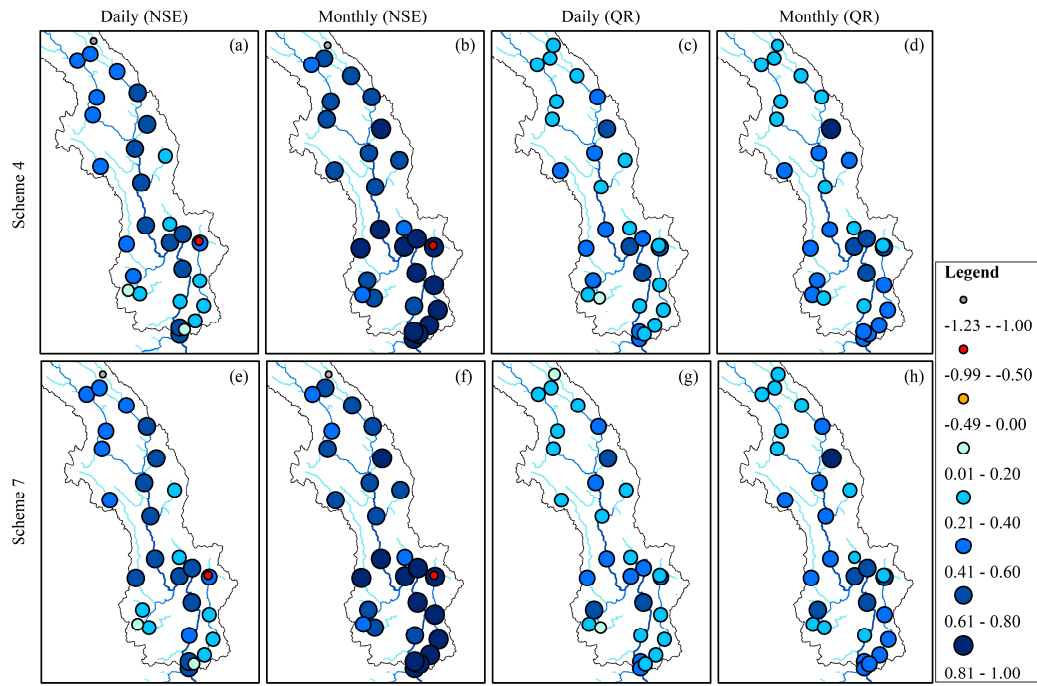 Daily (NSE) Monthly (NSE) Daily (QR) Monthly (QR)
Scheme 4
(a) (b) (c) (d)
Scheme 7
(e) (f) (g) (h)
Legend
-1.23 - -1.00
-0.99 - -0.50
-0.49 - 0.00
0.01 - 0.20
0.21 - 0.40
0.41 - 0.60
0.61 - 0.80
0.81 - 1.00